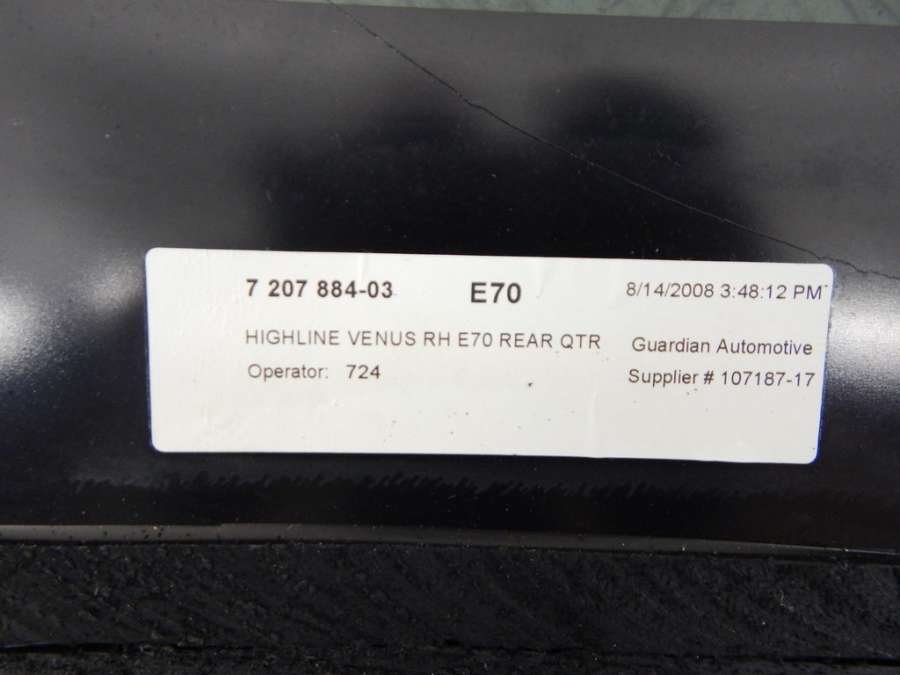 7 207 884-03 E70 8/14/2008 3:48:12 PM
HIGHLINE VENUS RH E70 REAR QTR Guardian Automotive
Operator: 724 Supplier # 107187-17